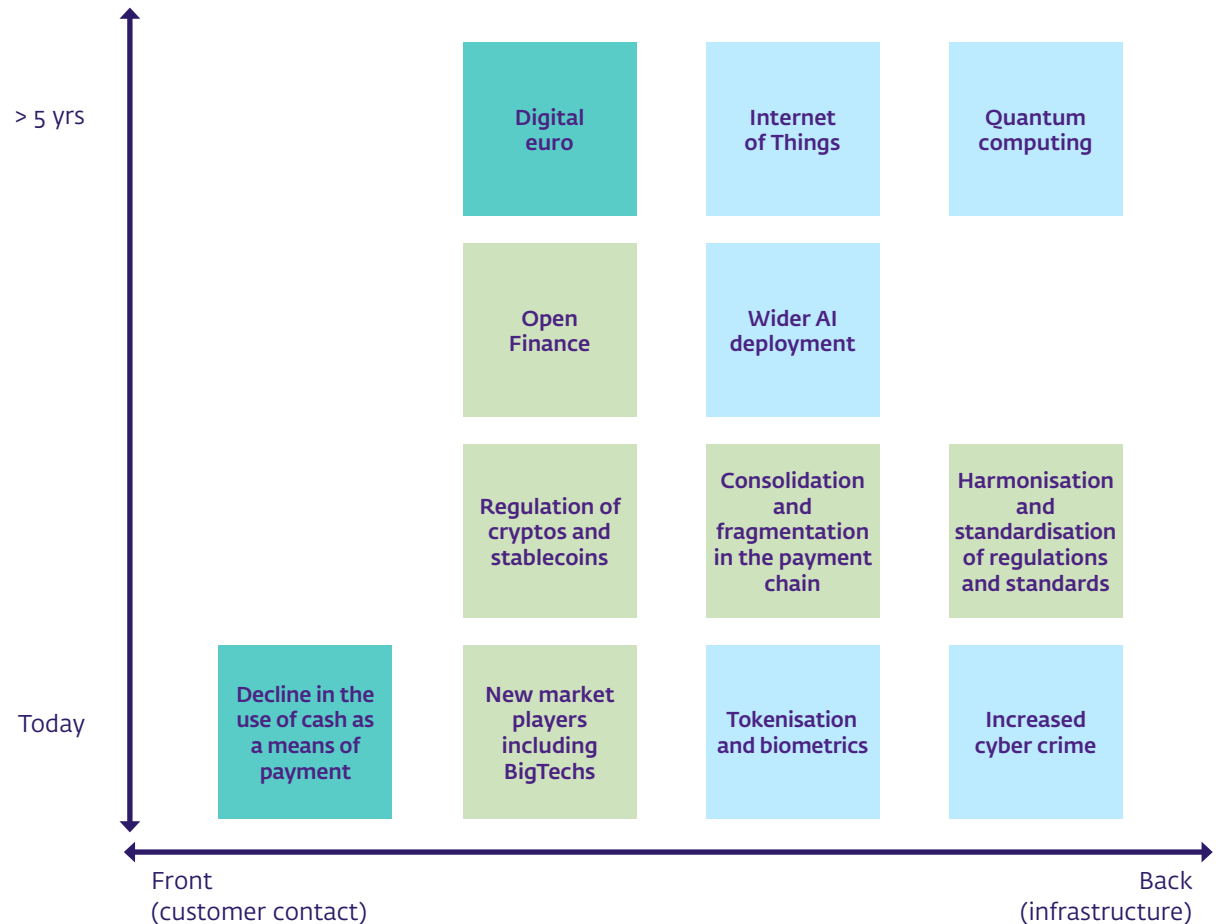 > 5 yrs
Digital
euro
Internet
of Things
Quantum
computing
Open
Finance
Wider AI
deployment
Regulation of
cryptos and
stablecoins
Consolidation
and
fragmentation
in the payment
chain
Harmonisation
and
standardisation
of regulations
and standards
Today
Decline in the
use of cash as
a means of
payment
New market
players
including
BigTechs
Tokenisation
and biometrics
Increased
cyber crime
Front
(customer contact)
Back
(infrastructure)